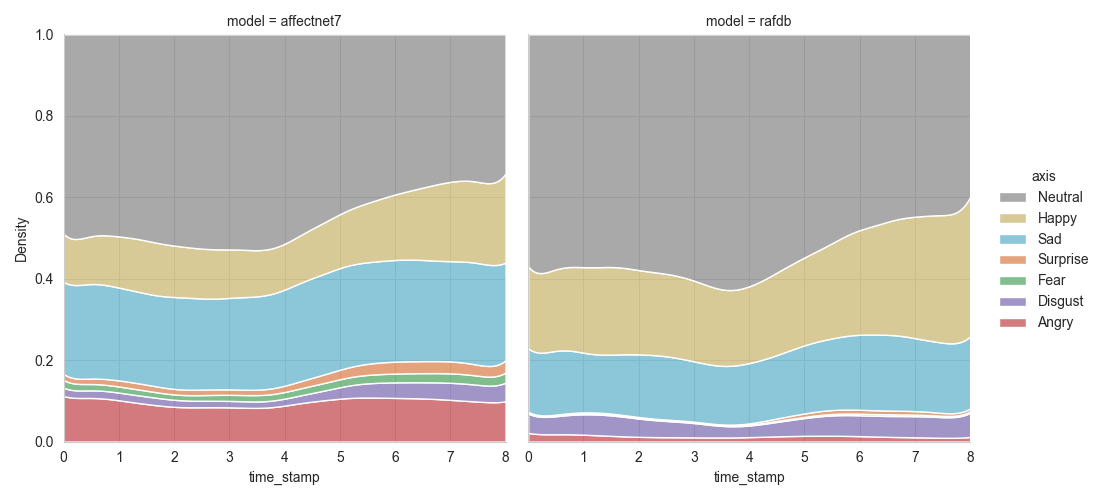 model = affectnet7
model = rafdb
1.0
0.8
0.6
0.4
0.2
0.0
Density
0 1 2 3 4 5 6 7 8
time_stamp
0 1 2 3 4 5 6 7 8
time_stamp
axis
Neutral
Happy
Sad
Surprise
Fear
Disgust
Angry